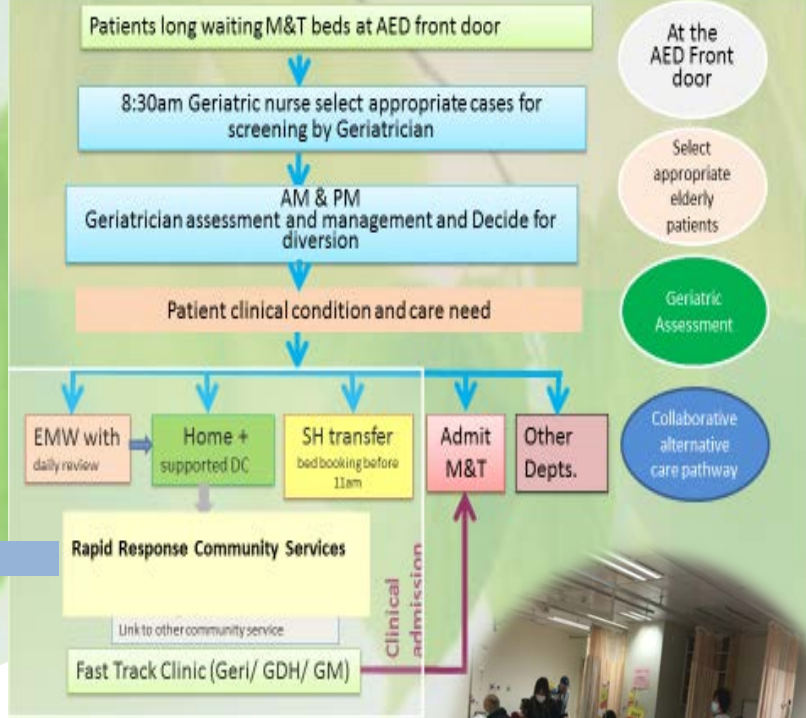 Patients long waiting M&T beds at AED front door
8:30am Geriatric nurse select appropriate cases for
screening by Geriatrician
AM & PM
Geriatrician assessment and management and Decide for
diversion
Patient clinical condition and care need
EMW with
daily review
Home +
supported DC
SH transfer
bed booking before
11am
Admit
M&T
Other
Depts.
Rapid Response Community Services
Link to other community service
Fast Track Clinic (Geri/ GDH/ GM)
Clinical
admission
At the
AED Front
door
Select
appropriate
elderly
patients
Geriatric
Assessment
Collaborative
alternative
care pathway